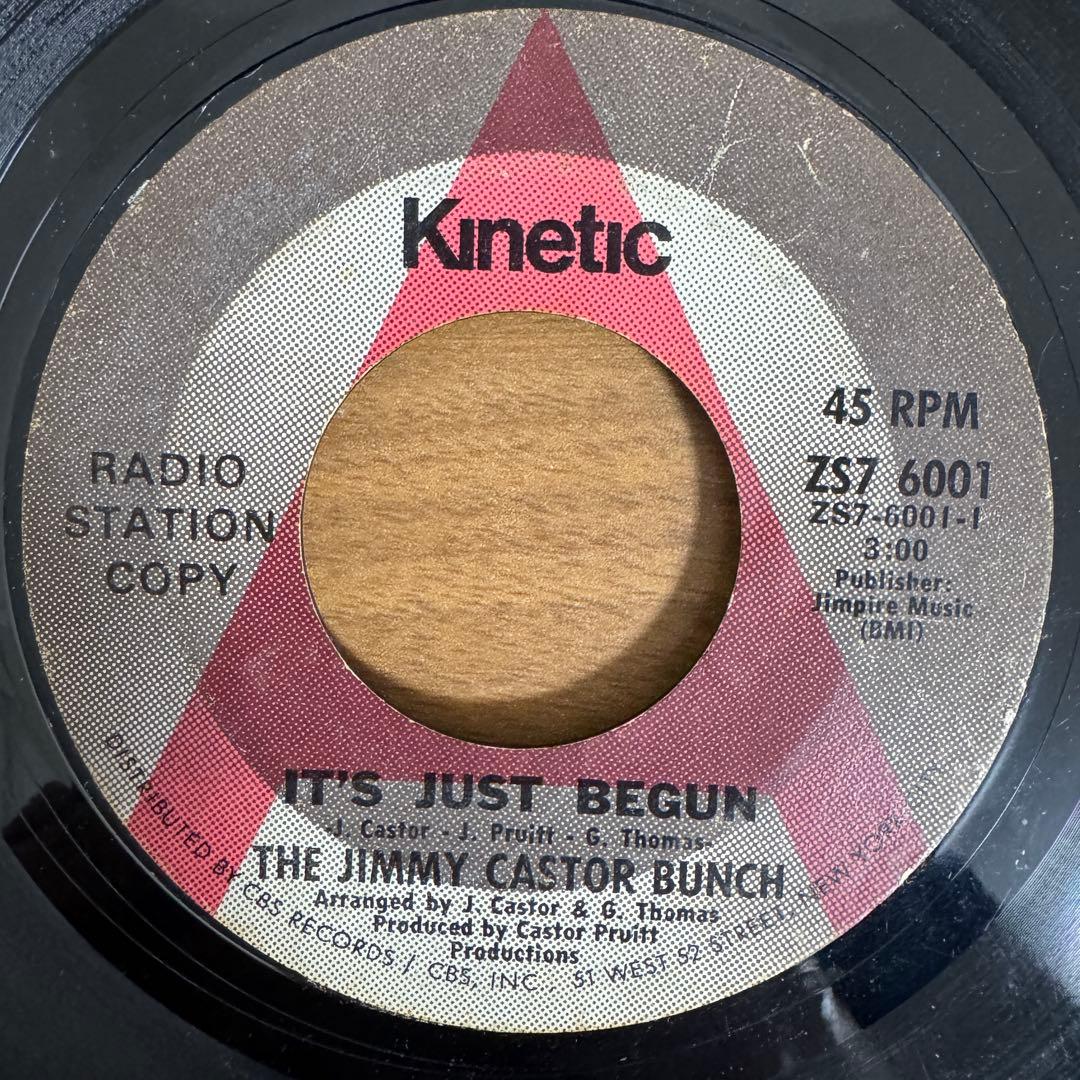 Kinetic
45 RPM
RADIO
STATION
COPY
ZS7 6001
ZS7-6001-1
3:00
Publisher:
Jimpire Music
(BMI)
IT'S JUST BEGUN
-J. Castor - J. Pruitt - G. Thomas-
THE JIMMY CASTOR BUNCH
Arranged by J. Castor & G. Thomas
Produced by Castor Pruitt
Productions
DISTRIBUTED BY CBS RECORDS / CBS, INC., 51 WEST 52 STREET, NEW YORK,